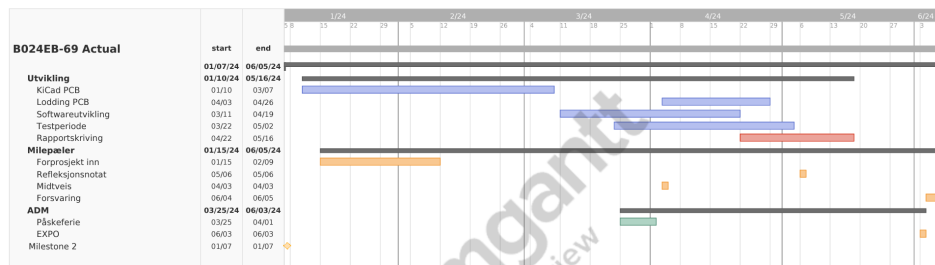 1/24 2/24 3/24 4/24 5/24 6/24
5 8 15 22 29 5 12 19 26 4 11 18 25 1 8 15 22 29 6 13 20 27 3
B024EB-69 Actual start end
01/07/24 06/05/24
Utvikling 01/10/24 05/16/24
KiCad PCB 01/10 03/07
Lodding PCB 04/03 04/26
Softwareutvikling 03/11 04/19
Testperiode 03/22 05/02
Rapportskriving 04/22 05/16
Milepæler 01/15/24 06/05/24
Forprosjekt inn 01/15 02/09
Refleksjonsnotat 05/06 05/06
Midtveis 04/03 04/03
Forsvaring 06/04 06/05
ADM 03/25/24 06/03/24
Påskeferie 03/25 04/01
EXPO 06/03 06/03
Milestone 2 01/07 01/07